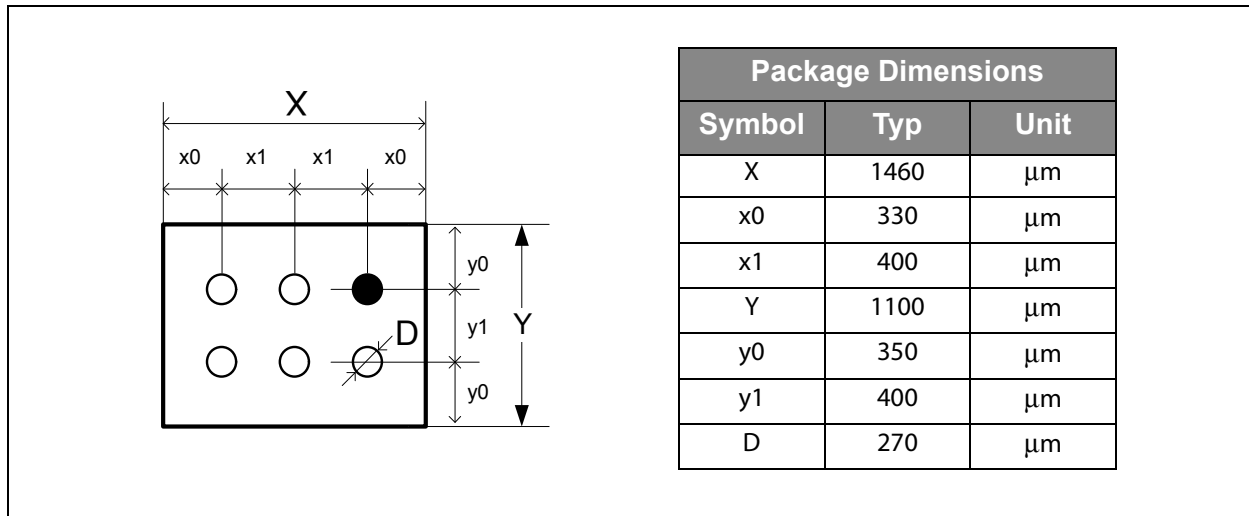 X
x0 x1 x1 x0
y0
y1
Y
D
y0
Package Dimensions
Symbol Typ Unit
X 1460 μm
x0 330 μm
x1 400 μm
Y 1100 μm
y0 350 μm
y1 400 μm
D 270 μm